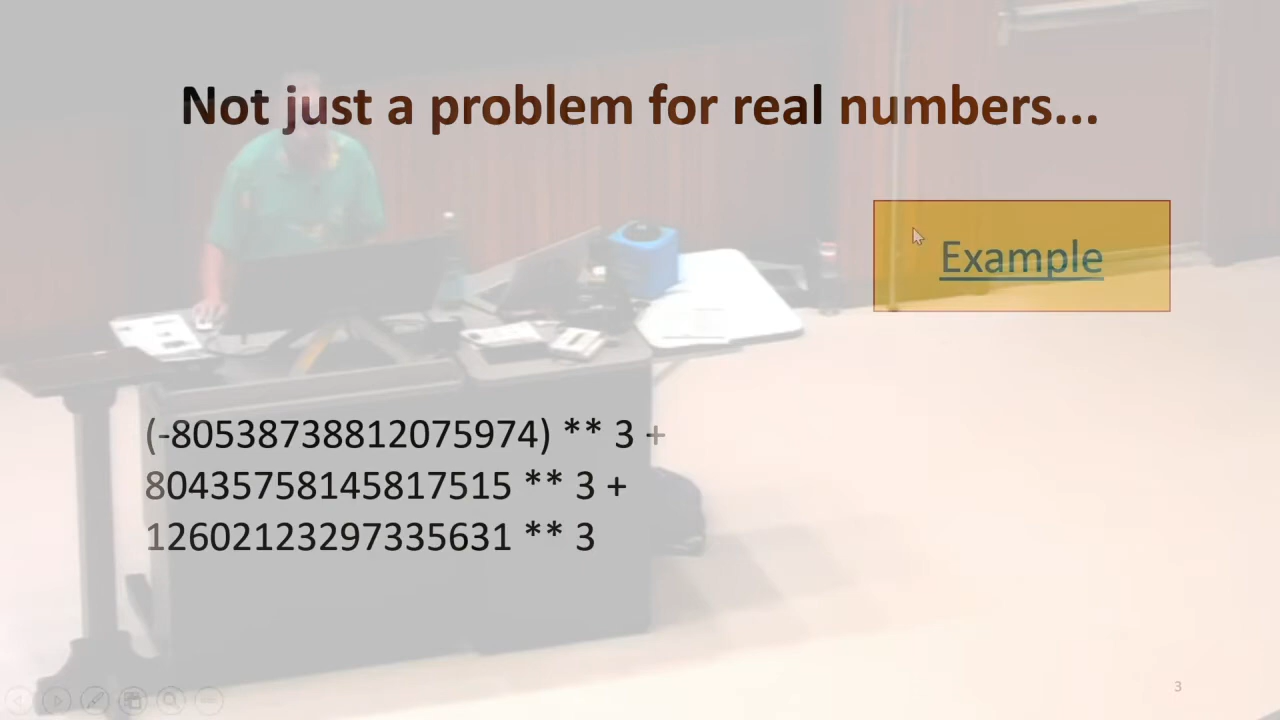 Not just a problem for real numbers...
Example
(-80538738812075974) ** 3 +
80435758145817515 ** 3 +
12602123297335631 ** 3
3